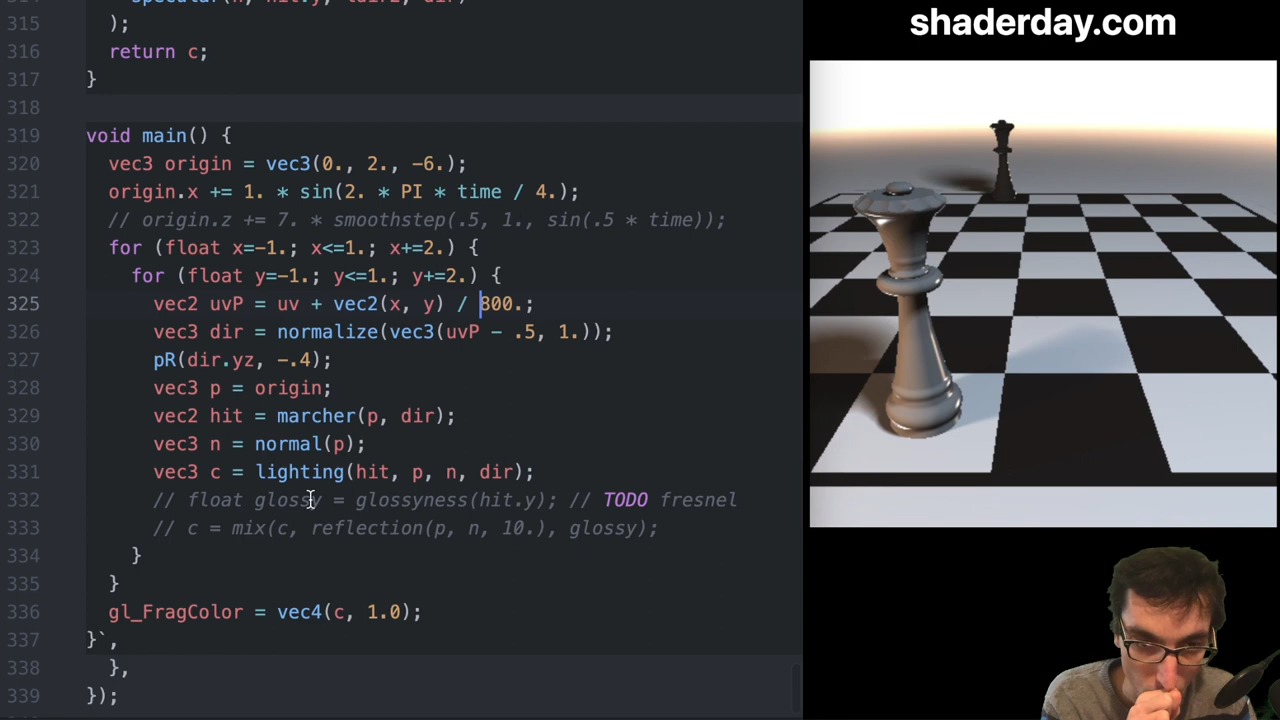 314 specular(n, hit.y, ldir2, dir)
315 );
316 return c;
317 }
318
319 void main() {
320 vec3 origin = vec3(0., 2., -6.);
321 origin.x += 1. * sin(2. * PI * time / 4.);
322 // origin.z += 7. * smoothstep(.5, 1., sin(.5 * time));
323 for (float x=-1.; x<=1.; x+=2.) {
324 for (float y=-1.; y<=1.; y+=2.) {
325 vec2 uvP = uv + vec2(x, y) / 800.;
326 vec3 dir = normalize(vec3(uvP - .5, 1.));
327 pR(dir.yz, -.4);
328 vec3 p = origin;
329 vec2 hit = marcher(p, dir);
330 vec3 n = normal(p);
331 vec3 c = lighting(hit, p, n, dir);
332 // float glossy = glossyness(hit.y); // TODO fresnel
333 // c = mix(c, reflection(p, n, 10.), glossy);
334 }
335 }
336 gl_FragColor = vec4(c, 1.0);
337 }`,
338 },
339 });
shaderday.com